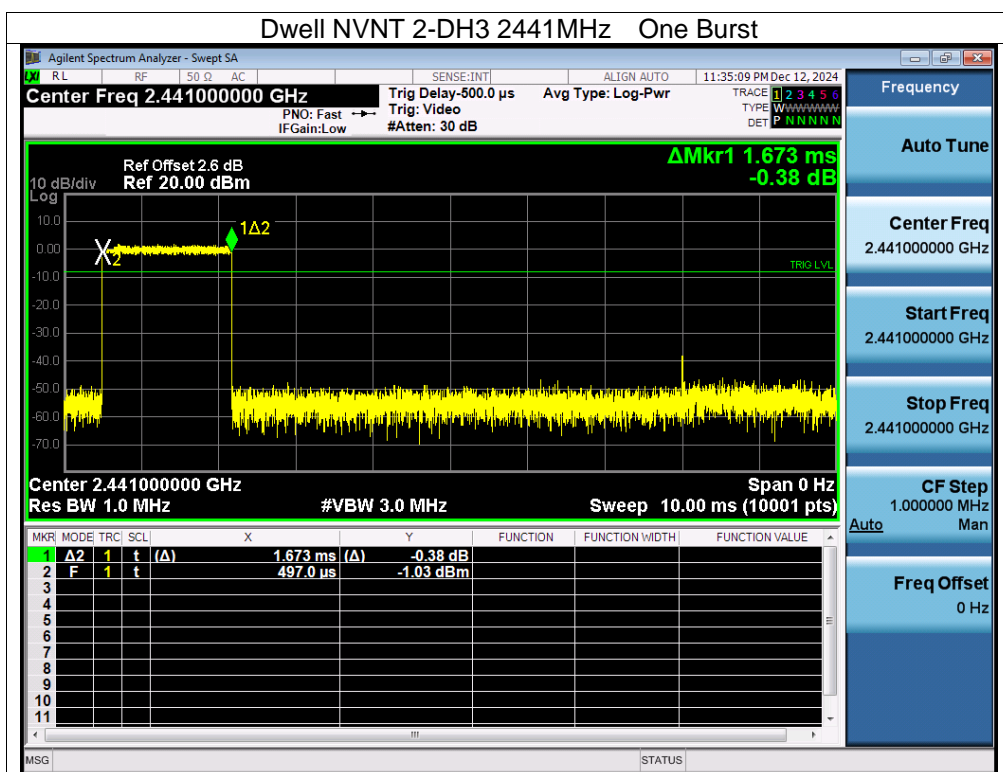 Dwell NVNT 2-DH3 2441MHz One Burst
Agilent Spectrum Analyzer - Swept SA
LXI RL RF 50 Ω AC SENSE:INT ALIGN AUTO 11:35:09 PM Dec 12, 2024
Center Freq 2.441000000 GHz
PNO: Fast
IFGain:Low
Trig Delay-500.0 µs
Trig: Video
#Atten: 30 dB
Avg Type: Log-Pwr
TRACE 1 2 3 4 5 6
TYPE WWWWWWW
DET P N N N N N
Ref Offset 2.6 dB
Ref 20.00 dBm
10 dB/div
Log
ΔMkr1 1.673 ms
-0.38 dB
10.0
0.00
-10.0
-20.0
-30.0
-40.0
-50.0
-60.0
-70.0
1Δ2
2
TRIG LVL
Center 2.441000000 GHz Span 0 Hz
Res BW 1.0 MHz #VBW 3.0 MHz Sweep 10.00 ms (10001 pts)
MKR MODE TRC SCL X Y FUNCTION FUNCTION WIDTH FUNCTION VALUE
1 Δ2 1 t (Δ) 1.673 ms (Δ) -0.38 dB
2 F 1 t 497.0 µs -1.03 dBm
3
4
5
6
7
8
9
10
11
MSG STATUS
Frequency
Auto Tune
Center Freq
2.441000000 GHz
Start Freq
2.441000000 GHz
Stop Freq
2.441000000 GHz
CF Step
1.000000 MHz
Auto Man
Freq Offset
0 Hz